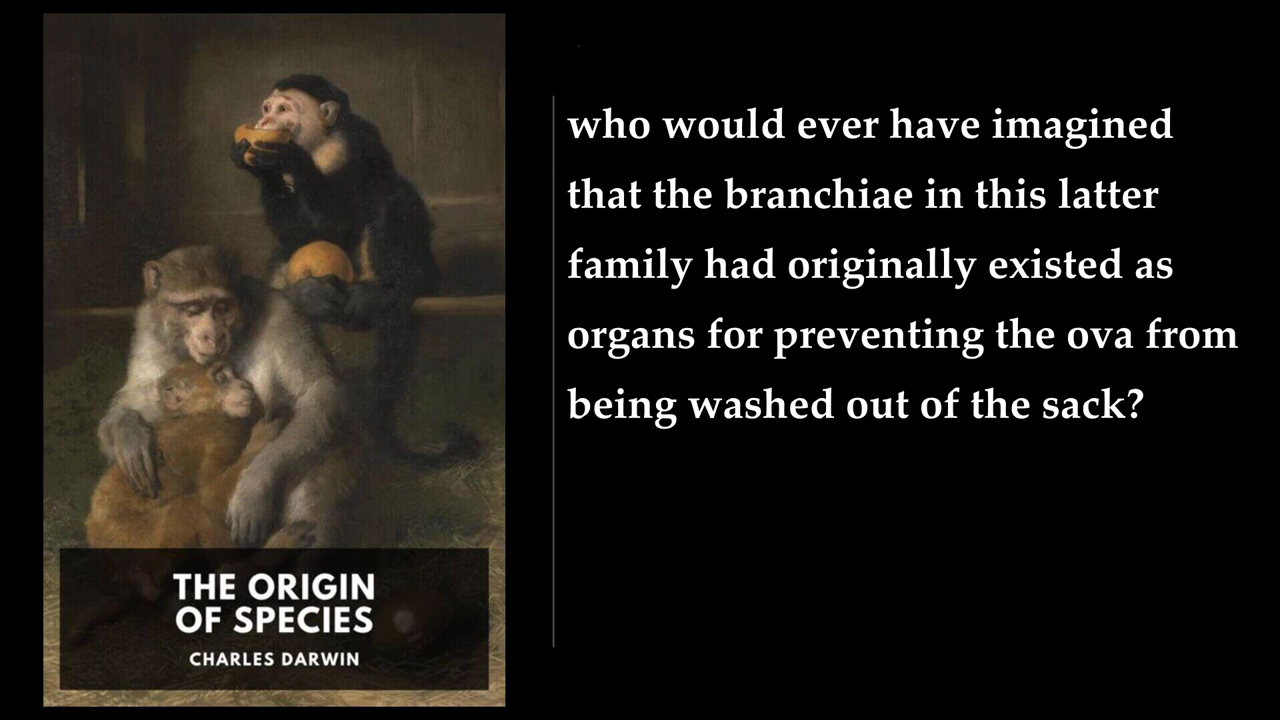 who would ever have imagined
that the branchiae in this latter
family had originally existed as
organs for preventing the ova from
being washed out of the sack?
THE ORIGIN
OF SPECIES
CHARLES DARWIN